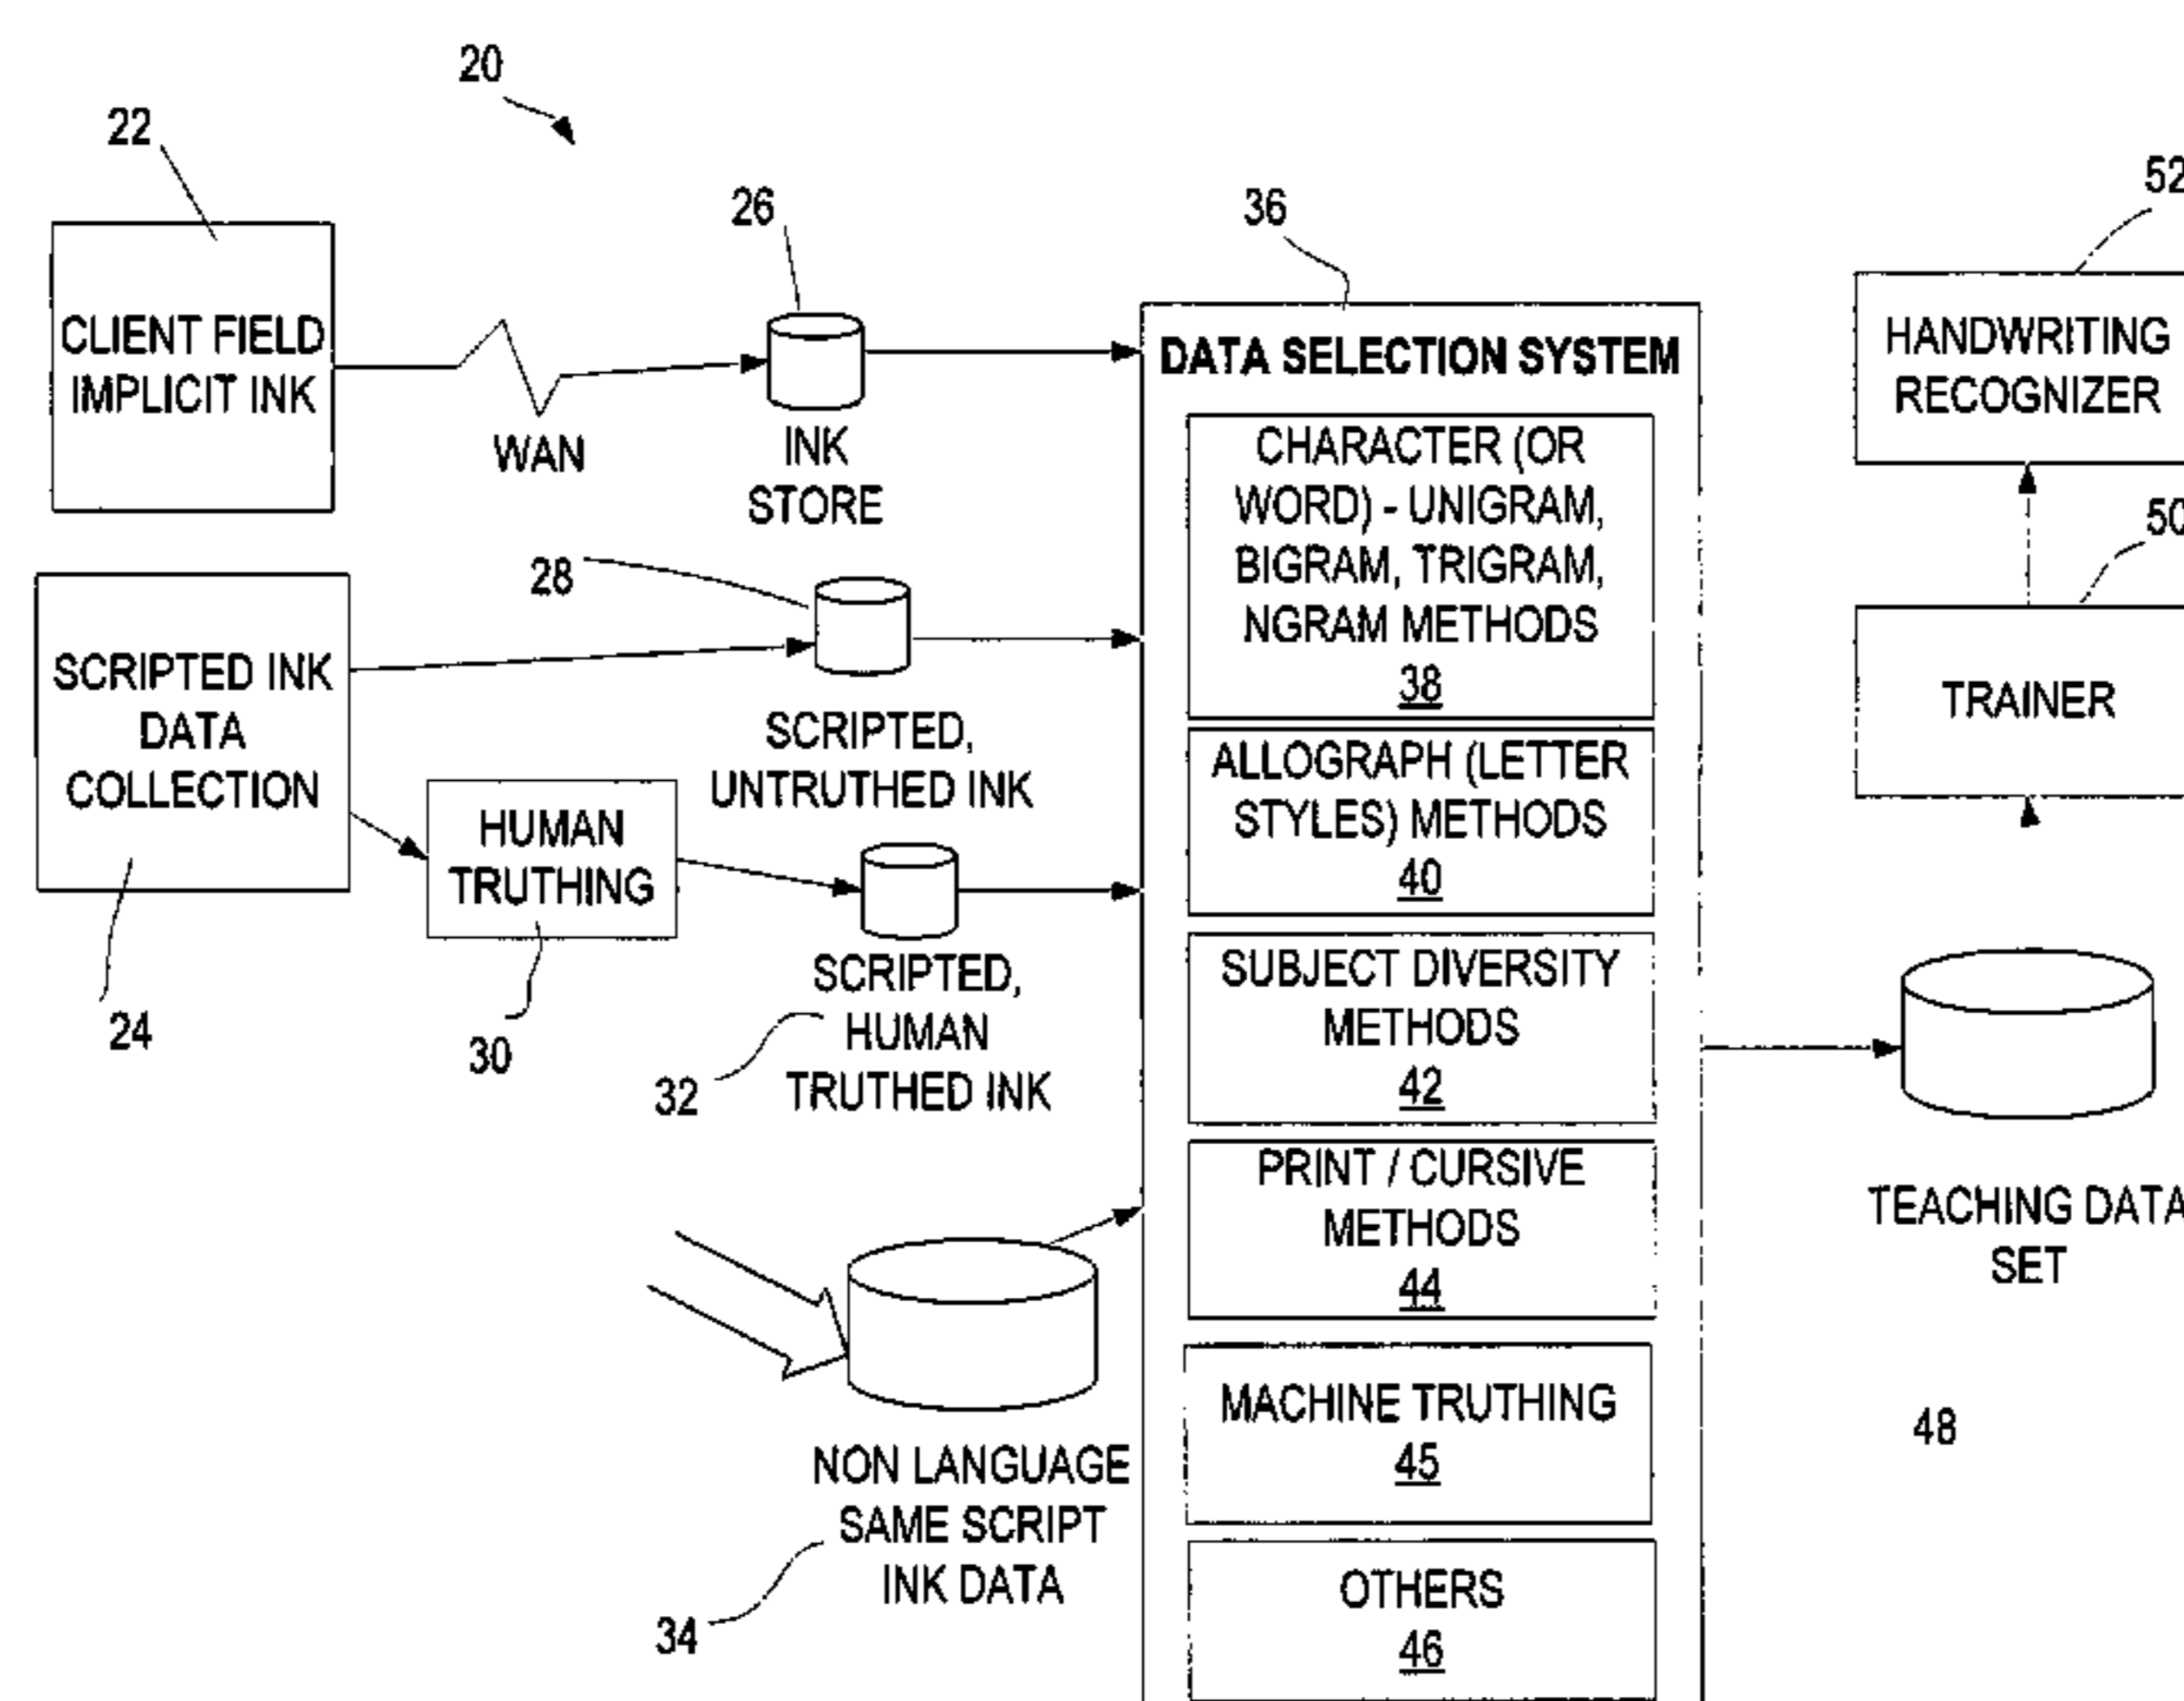 20
22
CLIENT FIELD
IMPLICIT INK
WAN
26
INK
STORE
28
SCRIPTED,
UNTRUTHED INK
SCRIPTED INK
DATA
COLLECTION
24
HUMAN
TRUTHING
30
SCRIPTED,
HUMAN
TRUTHED INK
32
NON LANGUAGE
SAME SCRIPT
INK DATA
34
36
DATA SELECTION SYSTEM
CHARACTER (OR
WORD) - UNIGRAM,
BIGRAM, TRIGRAM,
NGRAM METHODS
38
ALLOGRAPH (LETTER
STYLES) METHODS
40
SUBJECT DIVERSITY
METHODS
42
PRINT / CURSIVE
METHODS
44
MACHINE TRUTHING
45
OTHERS
46
52
HANDWRITING
RECOGNIZER
50
TRAINER
TEACHING DATA
SET
48